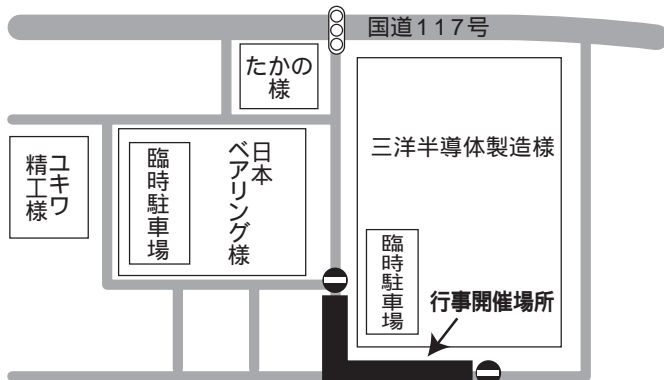 国道117号
たかの
様
三洋半導体製造様
臨時駐車場
日本
ベアリング様
ユキワ
精工様
臨時駐車場
行事開催場所